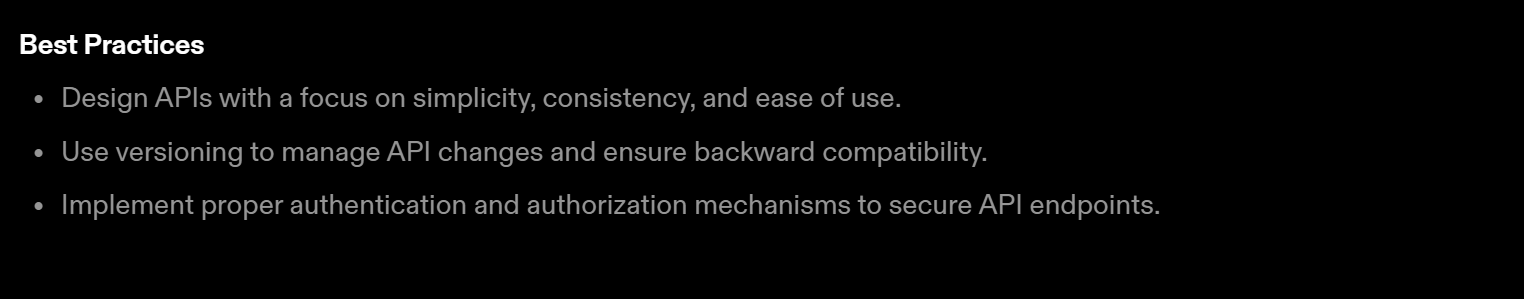 Best Practices
• Design APIs with a focus on simplicity, consistency, and ease of use.
• Use versioning to manage API changes and ensure backward compatibility.
• Implement proper authentication and authorization mechanisms to secure API endpoints.